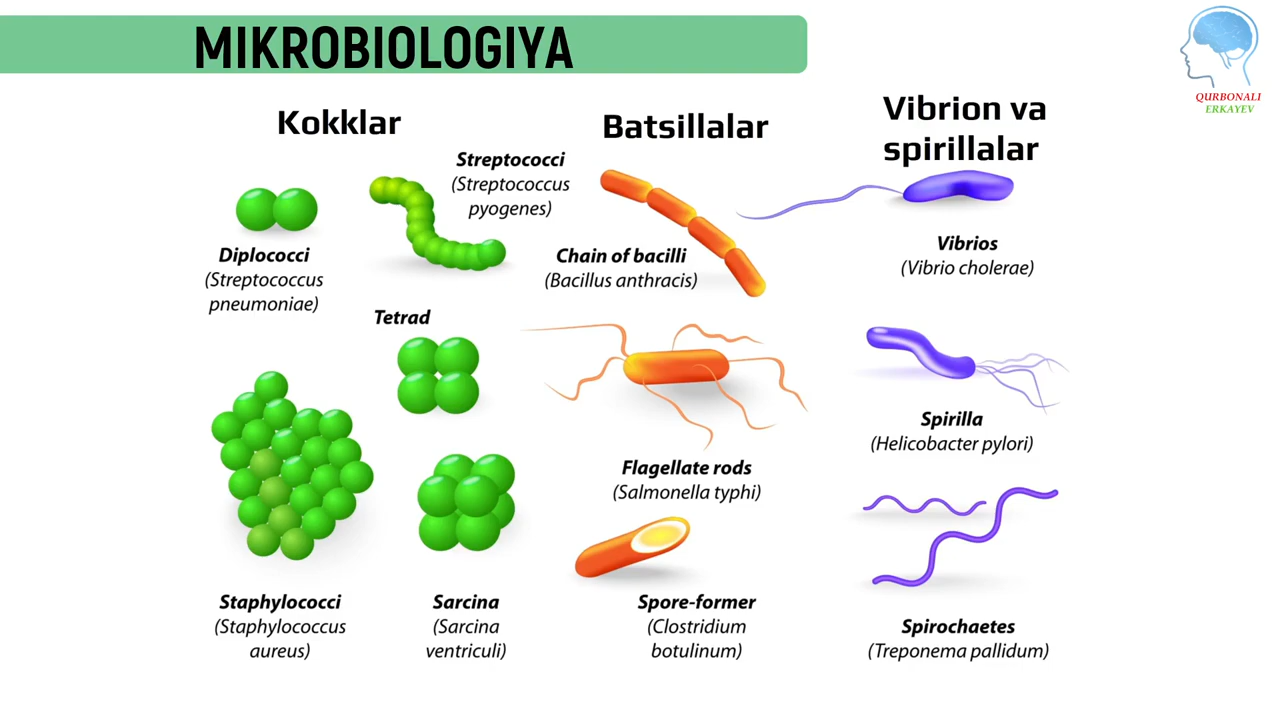 MIKROBIOLOGIYA
QURBONALI
ERKAYEV
Kokklar
Diplococci
(Streptococcus
pneumoniae)
Streptococci
(Streptococcus
pyogenes)
Tetrad
Staphylococci
(Staphylococcus
aureus)
Sarcina
(Sarcina
ventriculi)
Batsillalar
Chain of bacilli
(Bacillus anthracis)
Flagellate rods
(Salmonella typhi)
Spore-former
(Clostridium
botulinum)
Vibrion va
spirillalar
Vibrios
(Vibrio cholerae)
Spirilla
(Helicobacter pylori)
Spirochaetes
(Treponema pallidum)